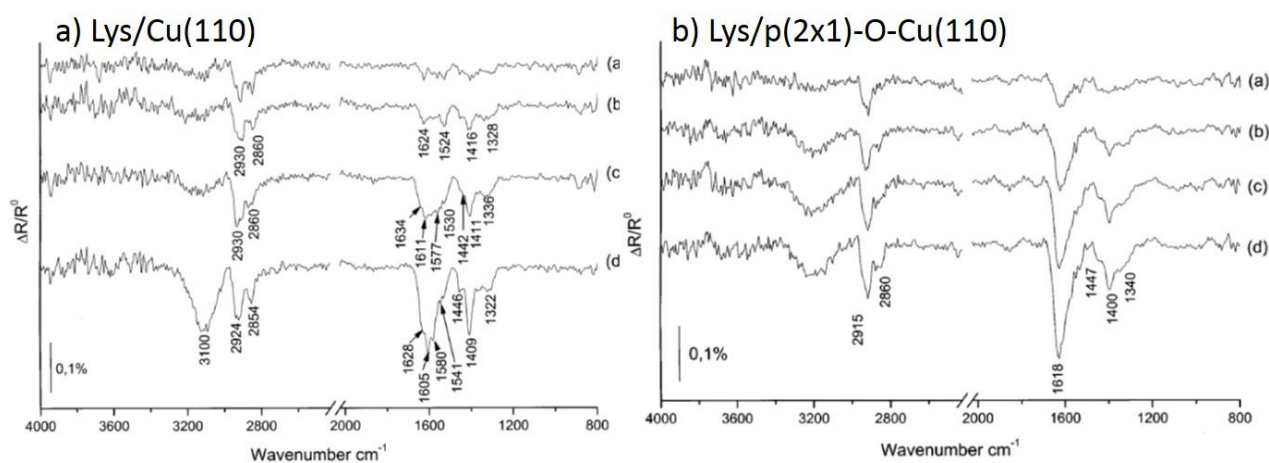 a) Lys/Cu(110)
(a
(b
2930
2860
1624
1524
1416
1328
(c
2930
2860
1634
1611
1577
1530
1442
1411
1336
(d
3100
2924
2854
1628
1605
1580
1541
1446
1409
1322
0,1%
ΔR/R⁰
4000 3200 2400 2000 1600 1200 800
Wavenumber cm⁻¹
b) Lys/p(2x1)-O-Cu(110)
(a)
(b)
(c)
(d)
2915
2860
1618
1447
1400
1340
0,1%
ΔR/R⁰
4000 3600 3200 2800 2400 2000 1600 1200 800
Wavenumber cm⁻¹